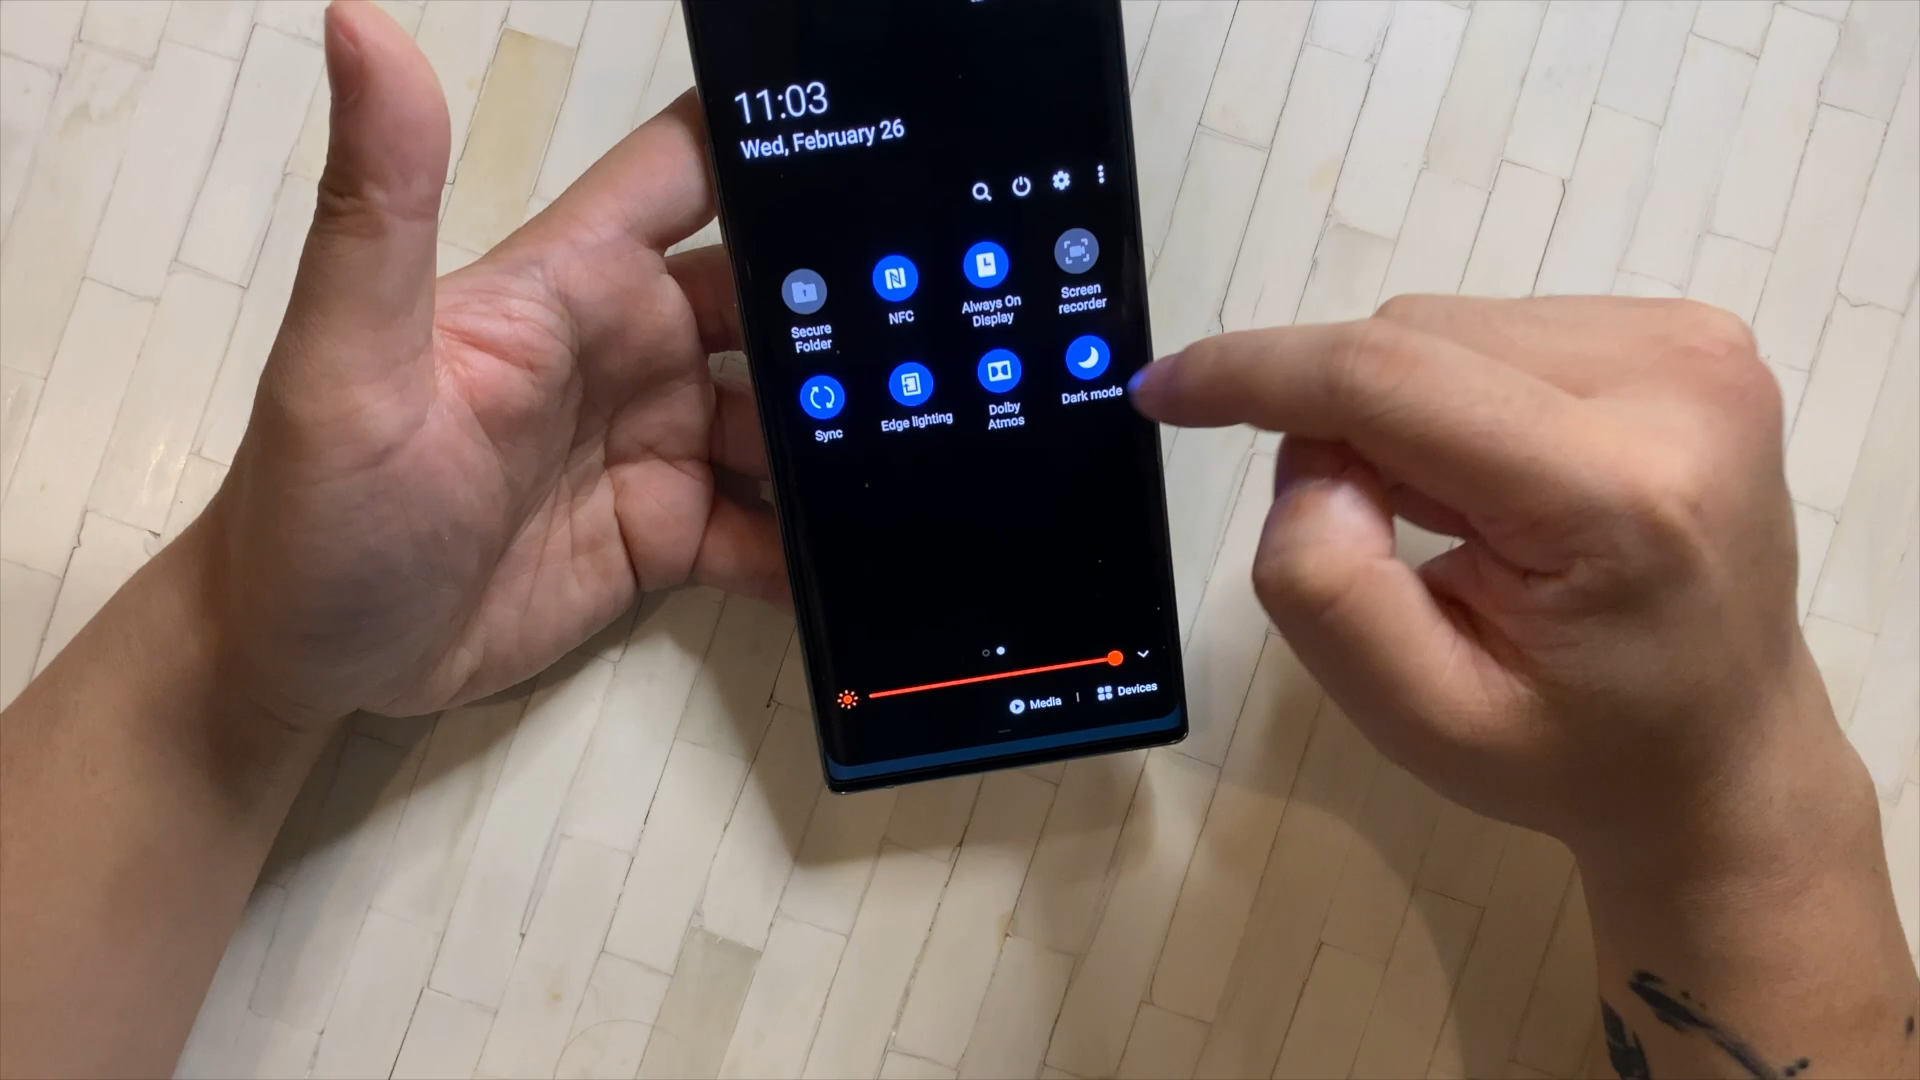 11:03
Wed, February 26
Secure
Folder
NFC
Always On
Display
Screen
recorder
Sync
Edge lighting
Dolby
Atmos
Dark mode
Media
Devices